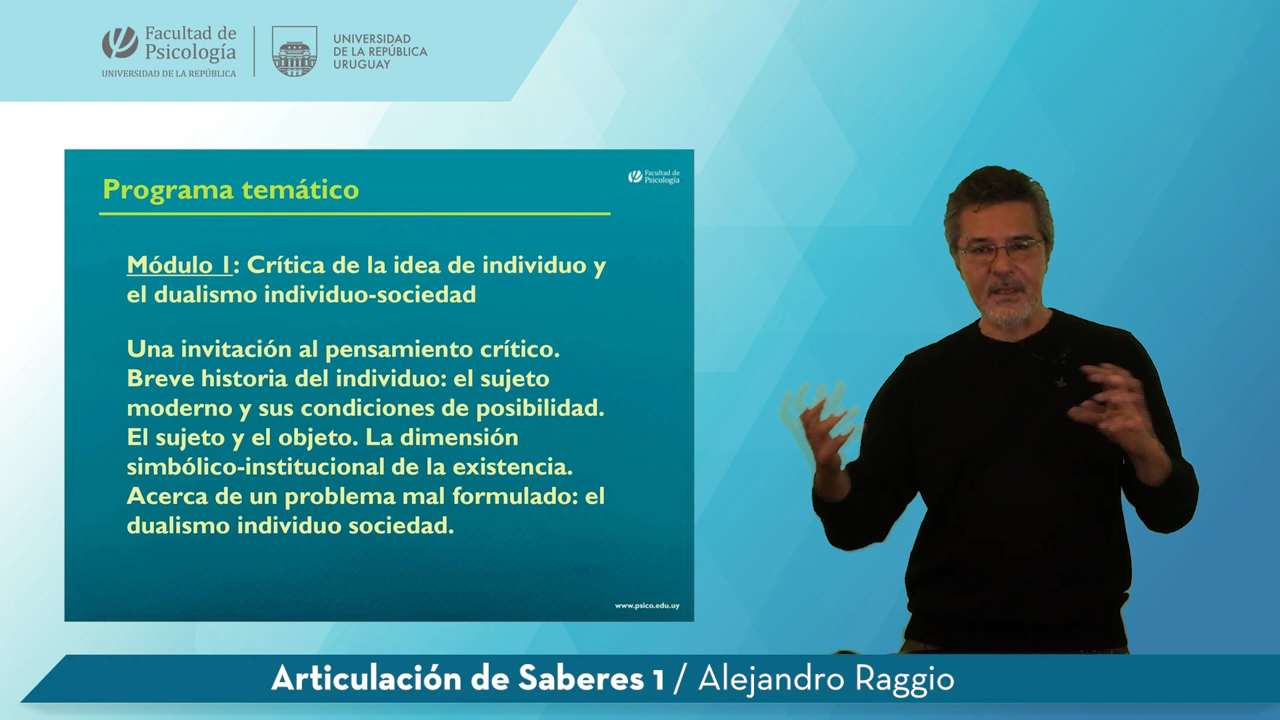 Facultad de
Psicología
UNIVERSIDAD DE LA REPÚBLICA
UNIVERSIDAD
DE LA REPÚBLICA
URUGUAY
Programa temático
Facultad de
Psicología
Módulo 1: Crítica de la idea de individuo y
el dualismo individuo-sociedad
Una invitación al pensamiento crítico.
Breve historia del individuo: el sujeto
moderno y sus condiciones de posibilidad.
El sujeto y el objeto. La dimensión
simbólico-institucional de la existencia.
Acerca de un problema mal formulado: el
dualismo individuo sociedad.
www.psico.edu.uy
Articulación de Saberes 1 / Alejandro Raggio